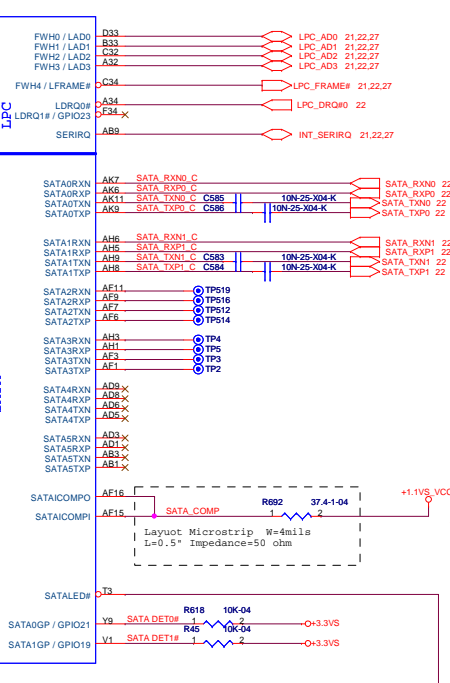 FWH0 / LAD0 D33 LPC_AD0 21,22,27
FWH1 / LAD1 B33 LPC_AD1 21,22,27
FWH2 / LAD2 C32 LPC_AD2 21,22,27
FWH3 / LAD3 A32 LPC_AD3 21,22,27
FWH4 / LFRAME# C34 LPC_FRAME# 21,22,27
LPC
LDRQ0# A34 LPC_DRQ#0 22
LDRQ1# / GPIO23 F34
SERIRQ AB9 INT_SERIRQ 21,22,27
SATA0RXN AK7 SATA_RXN0_C SATA_RXN0 22
SATA0RXP AK6 SATA_RXP0_C SATA_RXP0 22
SATA0TXN AK11 SATA_TXN0_C C585 10N-25-X04-K SATA_TXN0 22
SATA0TXP AK9 SATA_TXP0_C C586 10N-25-X04-K SATA_TXP0 22
SATA1RXN AH6 SATA_RXN1_C SATA_RXN1 22
SATA1RXP AH5 SATA_RXP1_C SATA_RXP1 22
SATA1TXN AH9 SATA_TXN1_C C583 10N-25-X04-K SATA_TXN1 22
SATA1TXP AH8 SATA_TXP1_C C584 10N-25-X04-K SATA_TXP1 22
SATA2RXN AF11 TP519
SATA2RXP AF9 TP516
SATA2TXN AF7 TP512
SATA2TXP AF6 TP514
SATA3RXN AH3 TP4
SATA3RXP AH1 TP5
SATA3TXN AF3 TP3
SATA3TXP AF1 TP2
SATA4RXN AD9
SATA4RXP AD8
SATA4TXN AD6
SATA4TXP AD5
SATA5RXN AD3
SATA5RXP AD1
SATA5TXN AB3
SATA5TXP AB1
SATAICOMPO AF16 +1.1VS_VCC
R692 37.4-1-04
SATAICOMPI AF15 SATA_COMP 1 2
Layuot Microstrip W=4mils
L=0.5" Impedance=50 ohm
SATALED# T3
R618 10K-04
SATA0GP / GPIO21 Y9 SATA DET0# 1 2 +3.3VS
R45 10K-04
SATA1GP / GPIO19 V1 SATA DET1# 1 2 +3.3VS